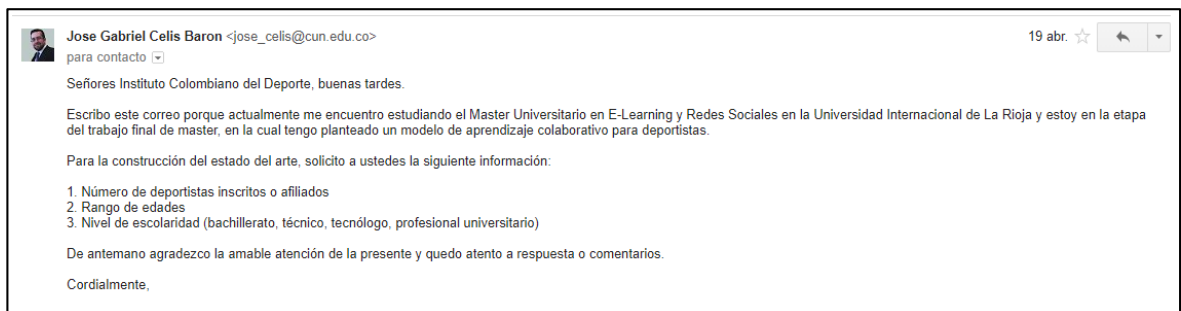 Jose Gabriel Celis Baron <jose_celis@cun.edu.co>
19 abr.
para contacto
Señores Instituto Colombiano del Deporte, buenas tardes.
Escribo este correo porque actualmente me encuentro estudiando el Master Universitario en E-Learning y Redes Sociales en la Universidad Internacional de La Rioja y estoy en la etapa
del trabajo final de master, en la cual tengo planteado un modelo de aprendizaje colaborativo para deportistas.
Para la construcción del estado del arte, solicito a ustedes la siguiente información:
1. Número de deportistas inscritos o afiliados
2. Rango de edades
3. Nivel de escolaridad (bachillerato, técnico, tecnólogo, profesional universitario)
De antemano agradezco la amable atención de la presente y quedo atento a respuesta o comentarios.
Cordialmente,